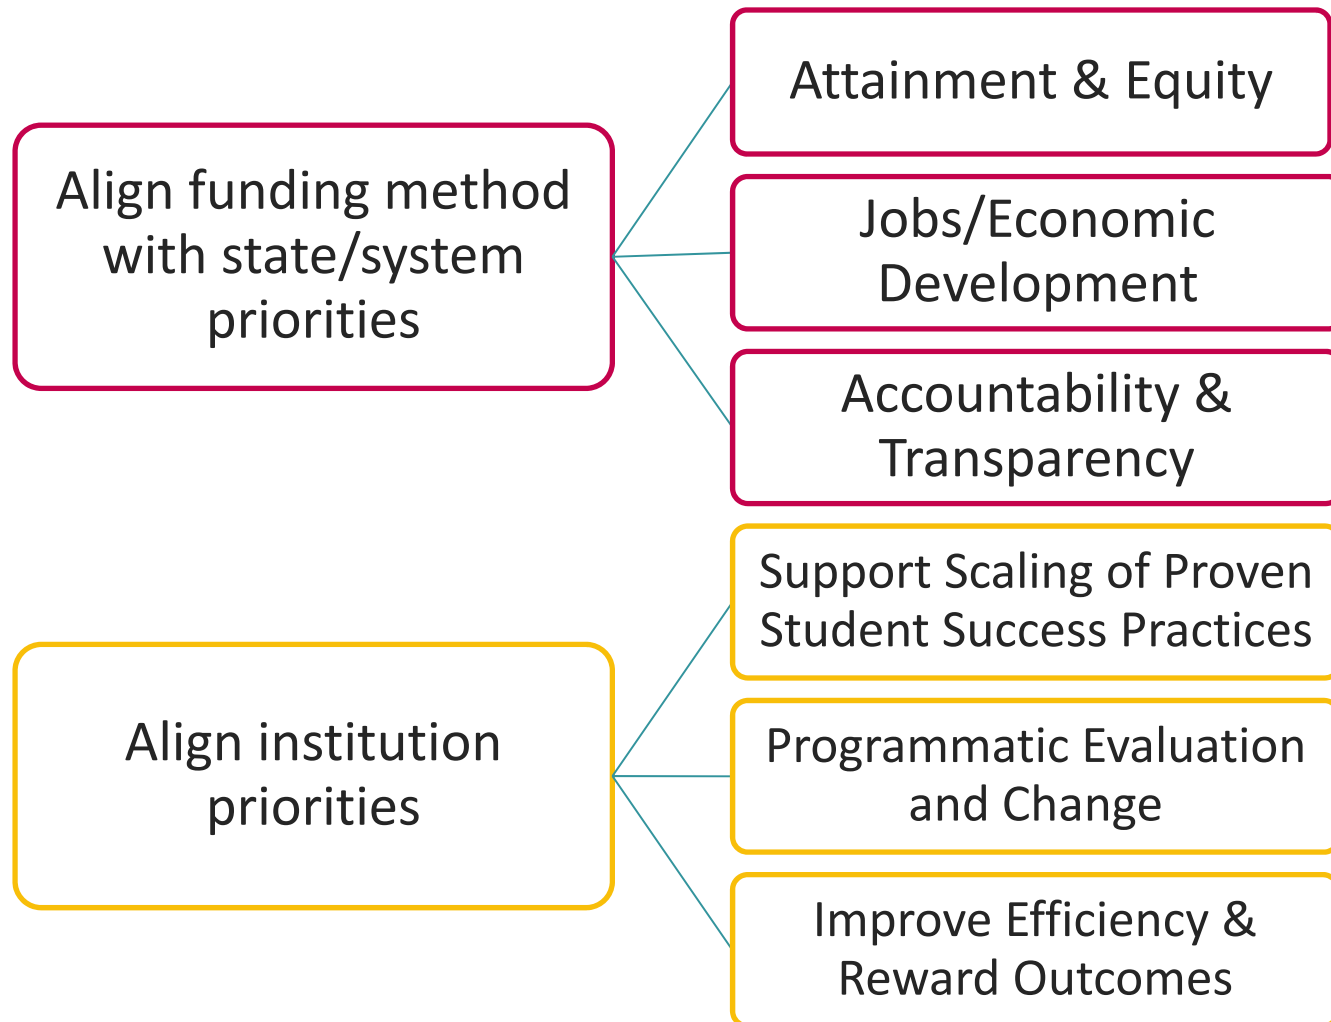 Align funding method
with state/system
priorities
Attainment & Equity
Jobs/Economic
Development
Accountability &
Transparency
Align institution
priorities
Support Scaling of Proven
Student Success Practices
Programmatic Evaluation
and Change
Improve Efficiency &
Reward Outcomes